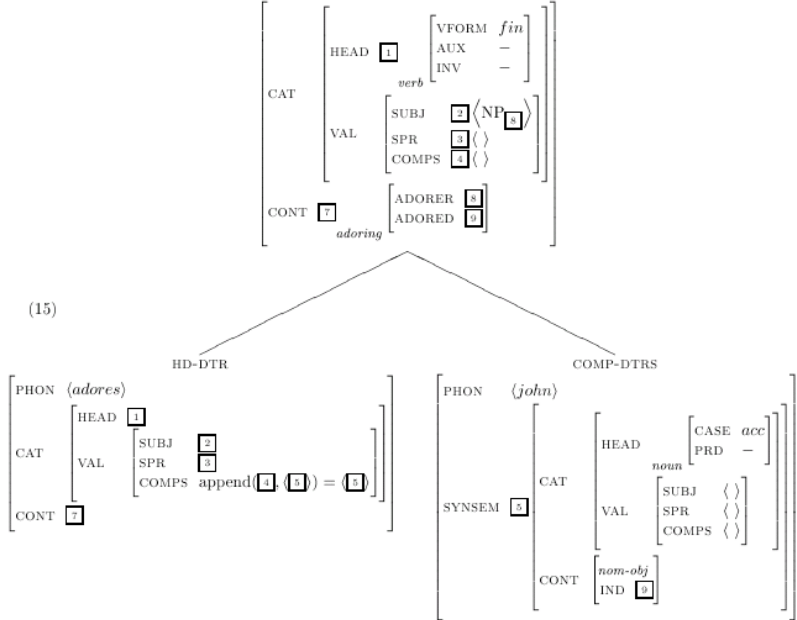 VFORM fin
HEAD 1 AUX −
INV −
verb
CAT
SUBJ 2 ⟨NP 8⟩
VAL SPR 3 ⟨ ⟩
COMPS 4 ⟨ ⟩
ADORER 8
CONT 7
ADORED 9
adoring
(15)
HD-DTR
PHON ⟨adores⟩
HEAD 1
SUBJ 2
CAT VAL SPR 3
COMPS append(4, ⟨5⟩) = ⟨5⟩
CONT 7
COMP-DTRS
PHON ⟨john⟩
CASE acc
HEAD
PRD −
noun
CAT
SUBJ ⟨ ⟩
SYNSEM 5 VAL SPR ⟨ ⟩
COMPS ⟨ ⟩
nom-obj
CONT
IND 9